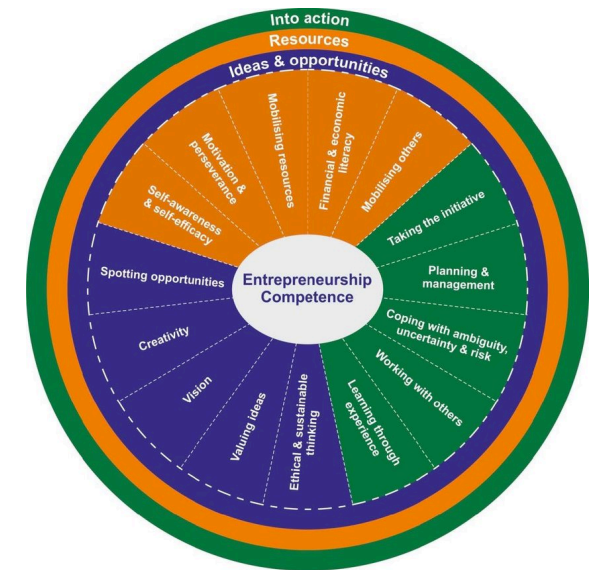 Into action
Resources
Ideas & opportunities
Self-awareness
& self-efficacy
Motivation &
perseverance
Mobilising resources
Financial & economic
literacy
Mobilising others
Taking the initiative
Planning &
management
Coping with ambiguity,
uncertainty & risk
Working with others
Learning through
experience
Ethical & sustainable
thinking
Valuing ideas
Vision
Creativity
Spotting opportunities
Entrepreneurship
Competence